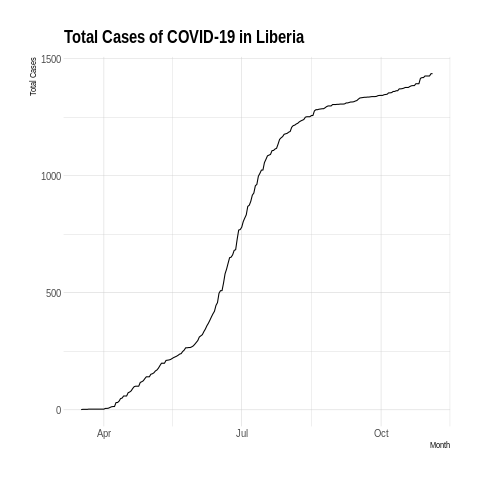 Total Cases of COVID-19 in Liberia
Total Cases
1500
1000
500
0
Apr Jul Oct
Month